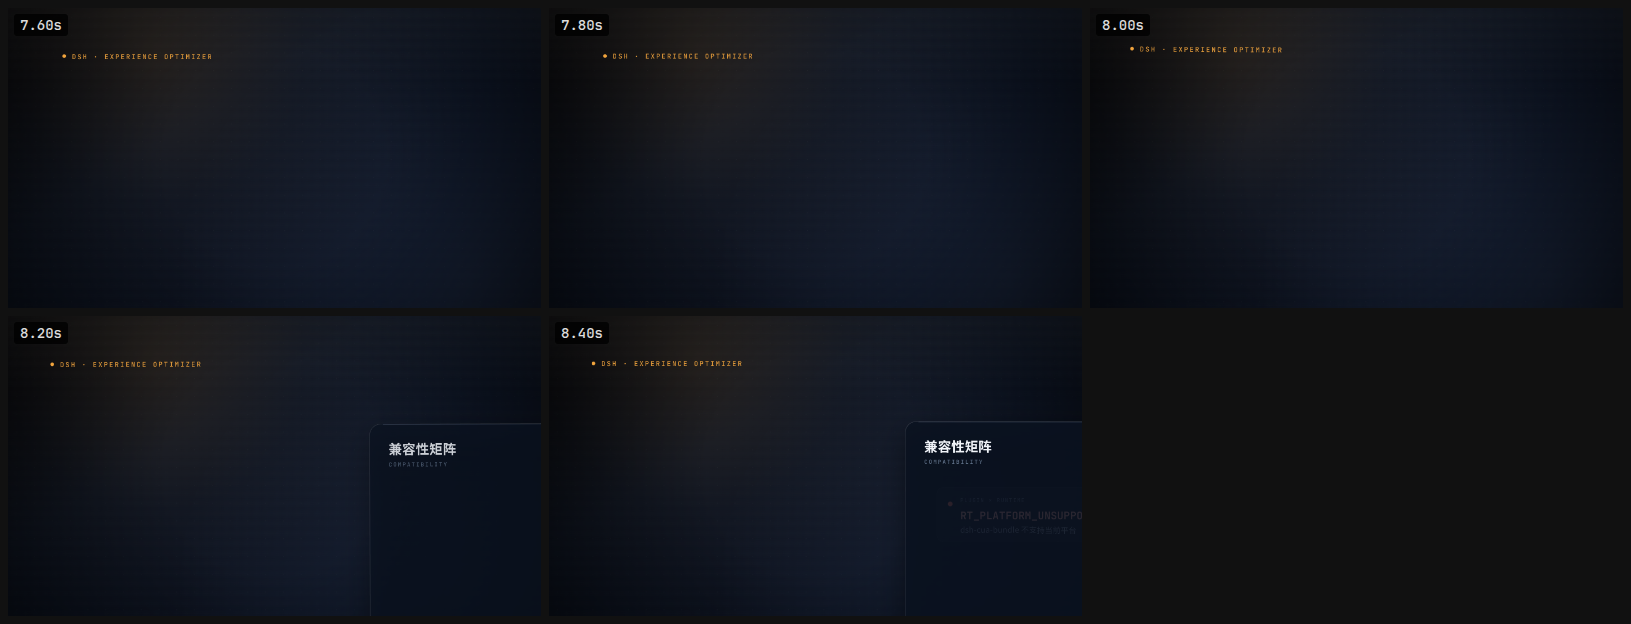 7.60s
DSH · EXPERIENCE OPTIMIZER
7.80s
DSH · EXPERIENCE OPTIMIZER
8.00s
DSH · EXPERIENCE OPTIMIZER
8.20s
DSH · EXPERIENCE OPTIMIZER
兼容性矩阵
COMPATIBILITY
8.40s
DSH · EXPERIENCE OPTIMIZER
兼容性矩阵
COMPATIBILITY
RT_PLATFORM_UNSUPPO